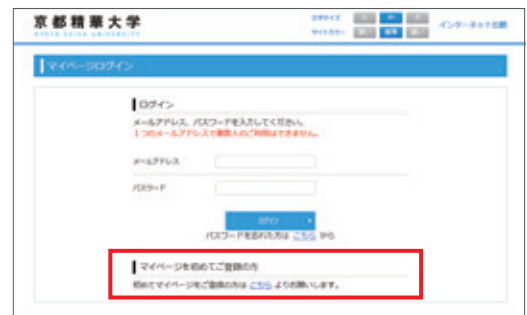 京都精華大学
KYOTO SEIKA UNIVERSITY
文字サイズ
サイトカラー 標準
インターネット出願
マイページログイン
ログイン
メールアドレス、パスワードを入力してください。
1つのメールアドレスで複数人のご利用はできません。
メールアドレス
パスワード
ログイン
パスワードを忘れた方は こちら から
マイページを初めてご登録の方
初めてマイページをご登録の方は こちら よりお願いします。